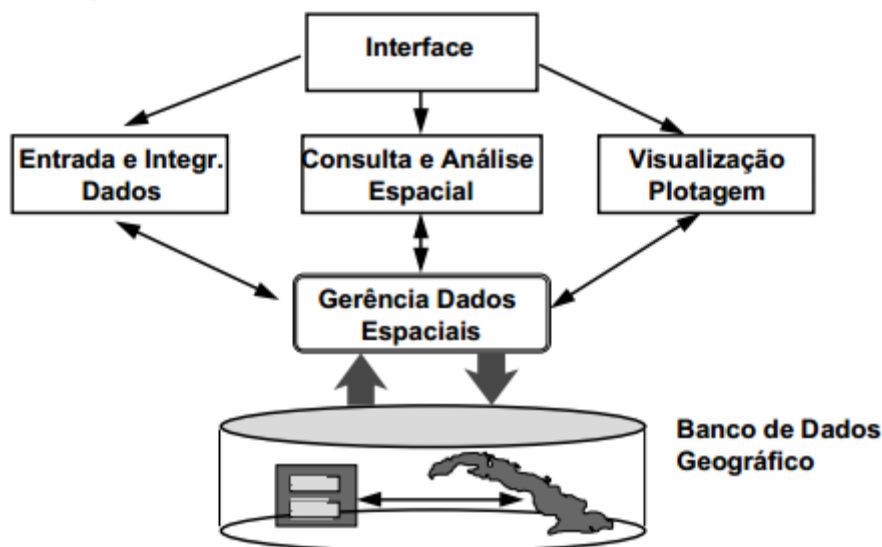 Interface
Entrada e Integr.
Dados
Consulta e Análise
Espacial
Visualização
Plotagem
Gerência Dados
Espaciais
Banco de Dados
Geográfico